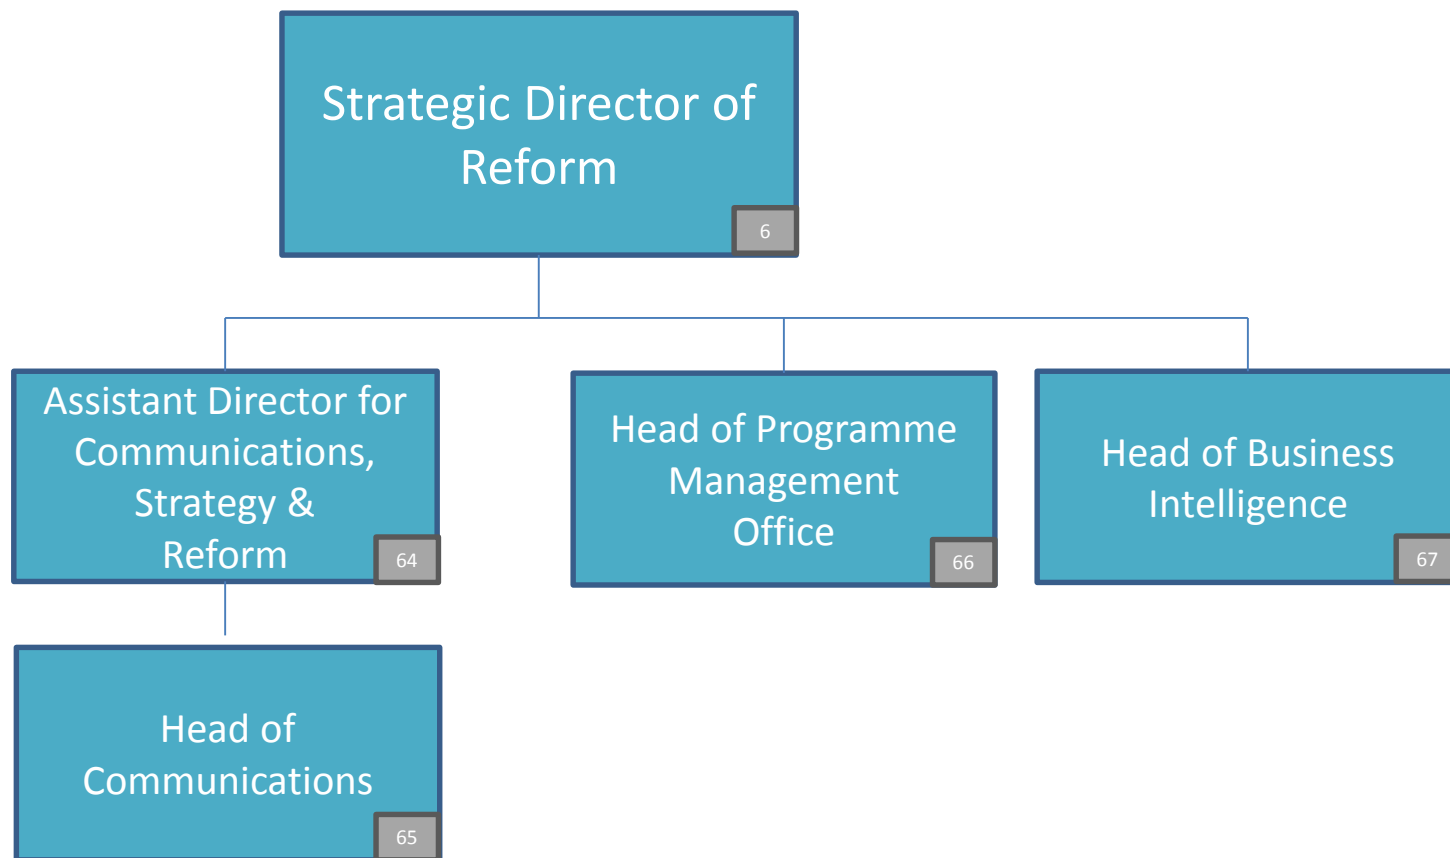 Strategic Director of
Reform
6
Assistant Director for
Communications,
Strategy &
Reform
64
Head of Programme
Management
Office
66
Head of Business
Intelligence
67
Head of
Communications
65